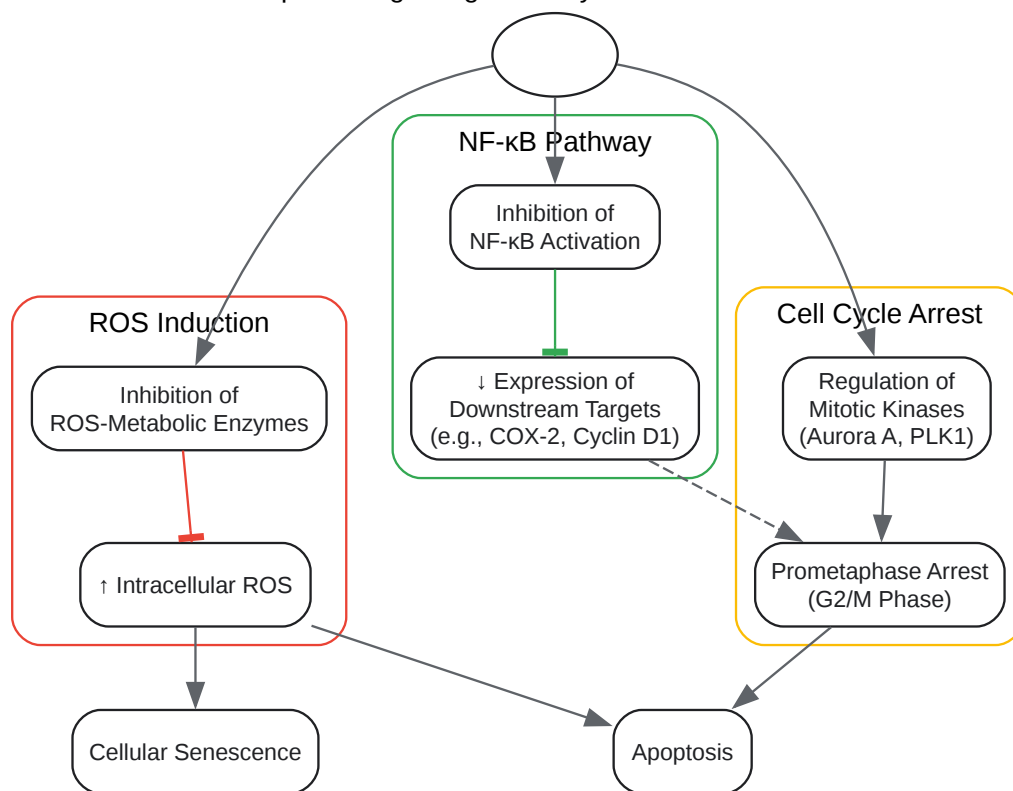 NF-κB Pathway
Inhibition of
NF-κB Activation
ROS Induction
Cell Cycle Arrest
Inhibition of
ROS-Metabolic Enzymes
↓ Expression of
Downstream Targets
(e.g., COX-2, Cyclin D1)
Regulation of
Mitotic Kinases
(Aurora A, PLK1)
↑ Intracellular ROS
Prometaphase Arrest
(G2/M Phase)
Cellular Senescence
Apoptosis